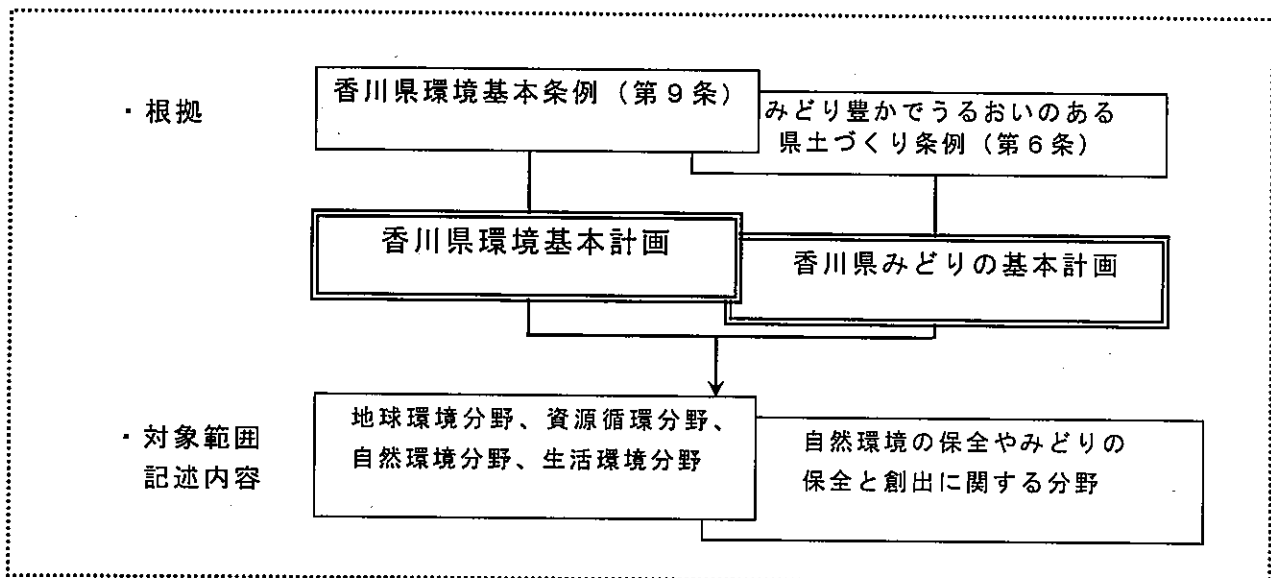 ・根拠
香川県環境基本条例（第９条）
みどり豊かでうるおいのある
県土づくり条例（第６条）
香川県環境基本計画
香川県みどりの基本計画
・対象範囲
記述内容
地球環境分野、資源循環分野、
自然環境分野、生活環境分野
自然環境の保全やみどりの
保全と創出に関する分野